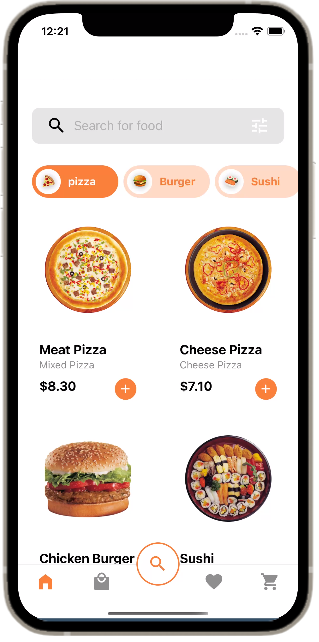 12:21
Search for food
pizza
Burger
Sushi
Meat Pizza
Cheese Pizza
Mixed Pizza
Cheese Pizza
$8.30
+
$7.10
+
Chicken Burger
Sushi